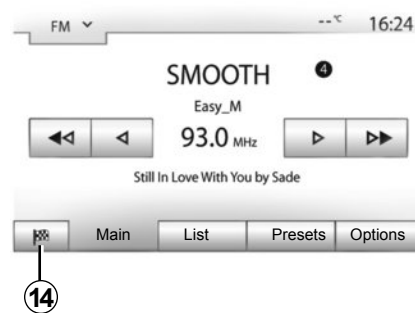 FM --°C 16:24
SMOOTH 4
Easy_M
93.0 MHz
Still In Love With You by Sade
Main List Presets Options
14